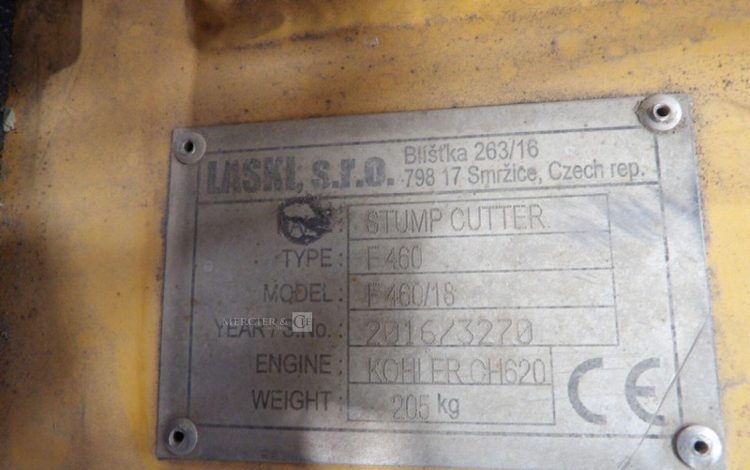 LASKI, s.r.o. Blišťka 263/16
798 17 Smržice, Czech rep.
STUMP CUTTER
TYPE : F 460
MODEL : F 460/18
YEAR / S.No. : 2016/3270
ENGINE : KOHLER CH620
WEIGHT : 205 kg
CE
MERCIER & CIE